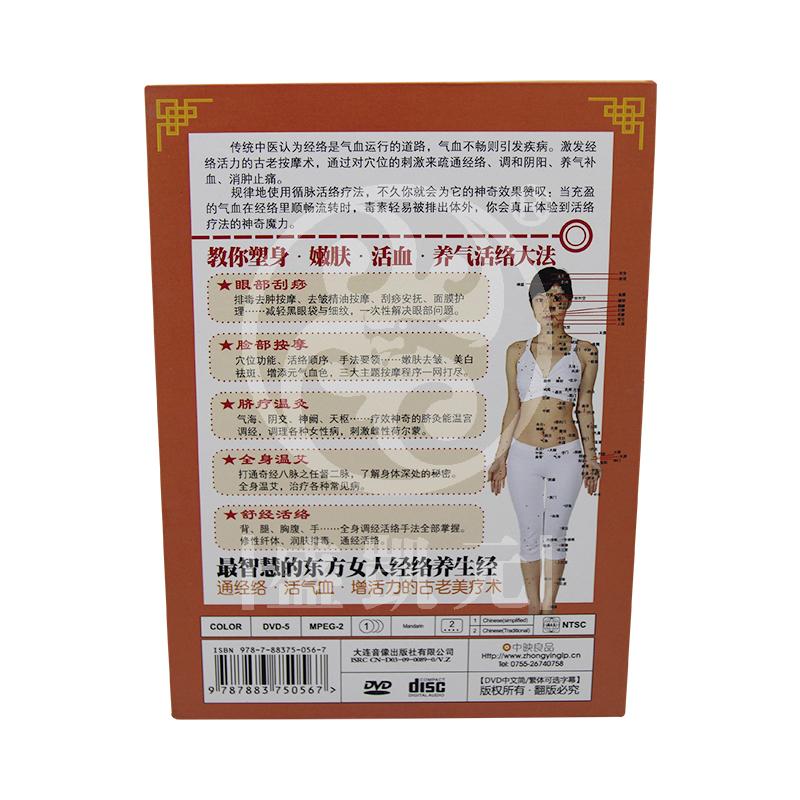 传统中医认为经络是气血运行的道路，气血不畅则引发疾病。激发经
络活力的古老按摩术，通过对穴位的刺激来疏通经络、调和阴阳、养气补
血、消肿止痛。
规律地使用循脉活络疗法，不久你就会为它的神奇效果赞叹：当充盈
的气血在经络里顺畅流转时，毒素轻易被排出体外，你会真正体验到活络
疗法的神奇魔力。
教你塑身·嫩肤·活血·养气活络大法
★眼部刮痧
排毒去肿按摩、去皱精油按摩、刮痧安抚、面膜护
理……减轻黑眼袋与细纹，一次性解决眼部问题。
★脸部按摩
穴位功能、活络顺序、手法要领……嫩肤去皱、美白
祛斑、增添元气血色，三大主题按摩程序一网打尽。
★脐疗温灸
气海、阴交、神阙、天枢……疗效神奇的脐灸能温宫
调经，调理各种女性病，刺激雌性荷尔蒙。
★全身温艾
打通奇经八脉之任督二脉，了解身体深处的秘密。
全身温艾，治疗各种常见病。
★舒经活络
背、腿、胸腹、手……全身调经活络手法全部掌握。
修性纤体、润肤排毒、通经活络。
最智慧的东方女人经络养生经
通经络·活气血·增活力的古老美疗术
盛凯元
COLOR DVD-5 MPEG-2 1 Mandarin 2 1 Chinese(simplified) ALL NTSC
2 Chinese(Traditional)
ISBN 978-7-88375-056-7
9 787883 750567 >
大连音像出版社有限公司
ISRC CN-D03-09-0089-0/V.Z
DVD COMPACT disc DIGITAL AUDIO
中映良品
Http://www.zhongyinglp.cn
Tel: 0755-26740758
【DVD中文简/繁体可选字幕】
版权所有·翻版必究